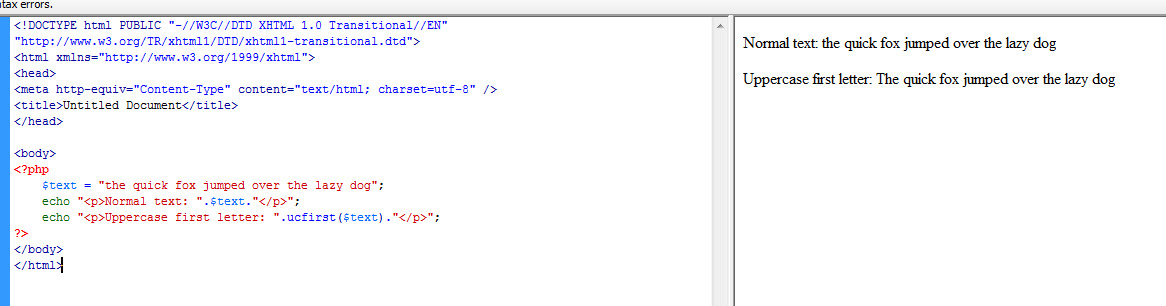 tax errors.
<!DOCTYPE html PUBLIC "-//W3C//DTD XHTML 1.0 Transitional//EN"
"http://www.w3.org/TR/xhtml1/DTD/xhtml1-transitional.dtd">
<html xmlns="http://www.w3.org/1999/xhtml">
<head>
<meta http-equiv="Content-Type" content="text/html; charset=utf-8" />
<title>Untitled Document</title>
</head>

<body>
<?php
    $text = "the quick fox jumped over the lazy dog";
    echo "<p>Normal text: ".$text."</p>";
    echo "<p>Uppercase first letter: ".ucfirst($text)."</p>";
?>
</body>
</html>
Normal text: the quick fox jumped over the lazy dog
Uppercase first letter: The quick fox jumped over the lazy dog